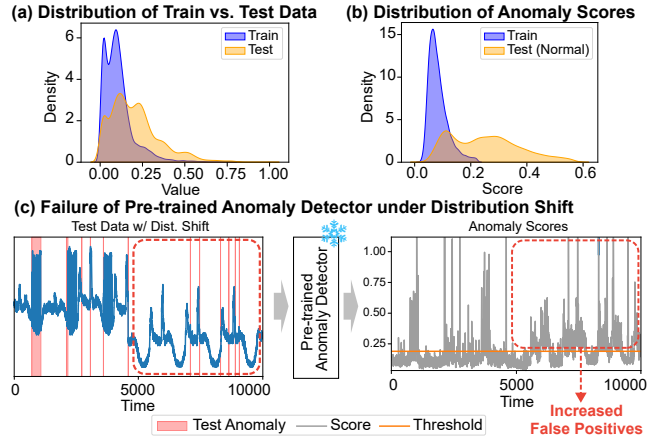 (a) Distribution of Train vs. Test Data
6
4
2
0
Density
0.00 0.25 0.50 0.75 1.00
Value
Train
Test
(b) Distribution of Anomaly Scores
15
10
5
0
Density
0.0 0.2 0.4 0.6
Score
Train
Test (Normal)
(c) Failure of Pre-trained Anomaly Detector under Distribution Shift
Test Data w/ Dist. Shift
0 5000 10000
Time
Pre-trained
Anomaly Detector
Anomaly Scores
1.00
0.75
0.50
0.25
0 5000 10000
Time
Increased
False Positives
Test Anomaly Score Threshold